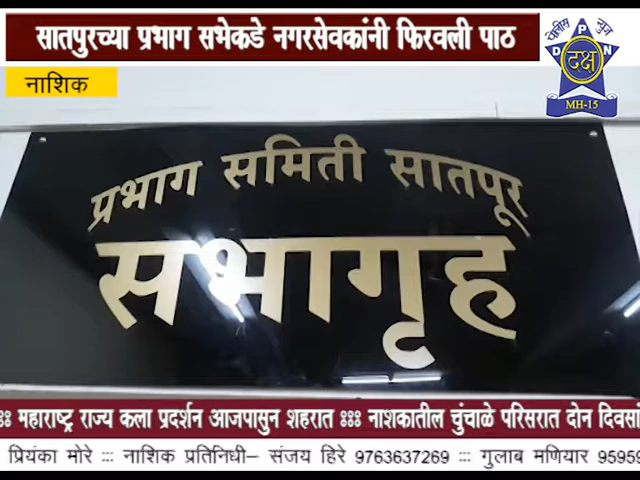 सातपुरच्या प्रभाग सभेकडे नगरसेवकांनी फिरवली पाठ
पोलीस न्युज
D P N
दक्ष
MH-15
नाशिक
प्रभाग समिती सातपूर
सभागृह
महाराष्ट्र राज्य कला प्रदर्शन आजपासुन शहरात ⁝⁝⁝ नाशकातील चुंचाळे परिसरात दोन दिवसां
प्रियंका मोरे ::: नाशिक प्रतिनिधी– संजय हिरे 9763637269 ::: गुलाब मणियार 9595